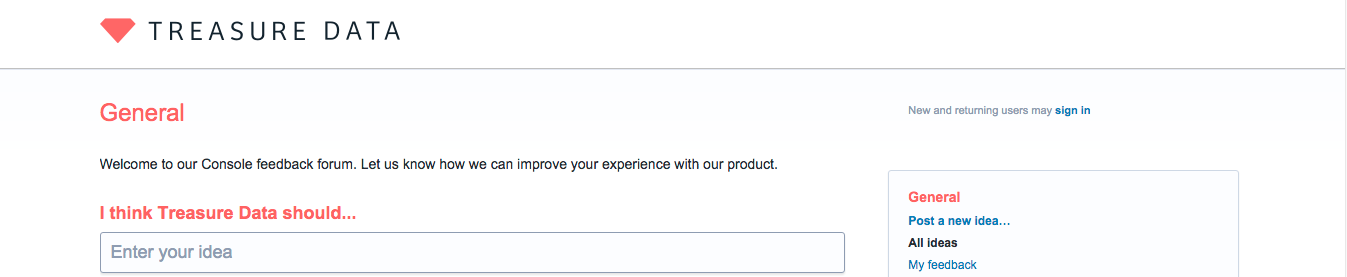 TREASURE DATA
General
New and returning users may sign in
Welcome to our Console feedback forum. Let us know how we can improve your experience with our product.
I think Treasure Data should...
Enter your idea
General
Post a new idea…
All ideas
My feedback